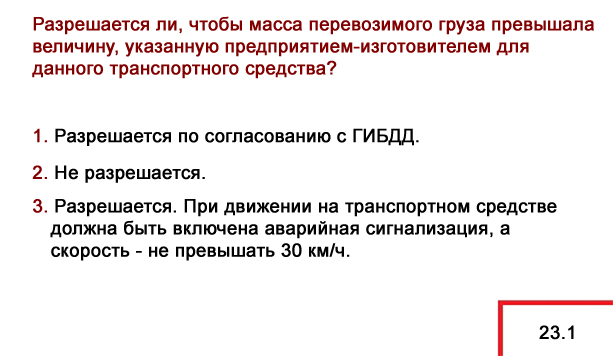 Разрешается ли, чтобы масса перевозимого груза превышала
величину, указанную предприятием-изготовителем для
данного транспортного средства?
1. Разрешается по согласованию с ГИБДД.
2. Не разрешается.
3. Разрешается. При движении на транспортном средстве
должна быть включена аварийная сигнализация, а
скорость - не превышать 30 км/ч.
23.1